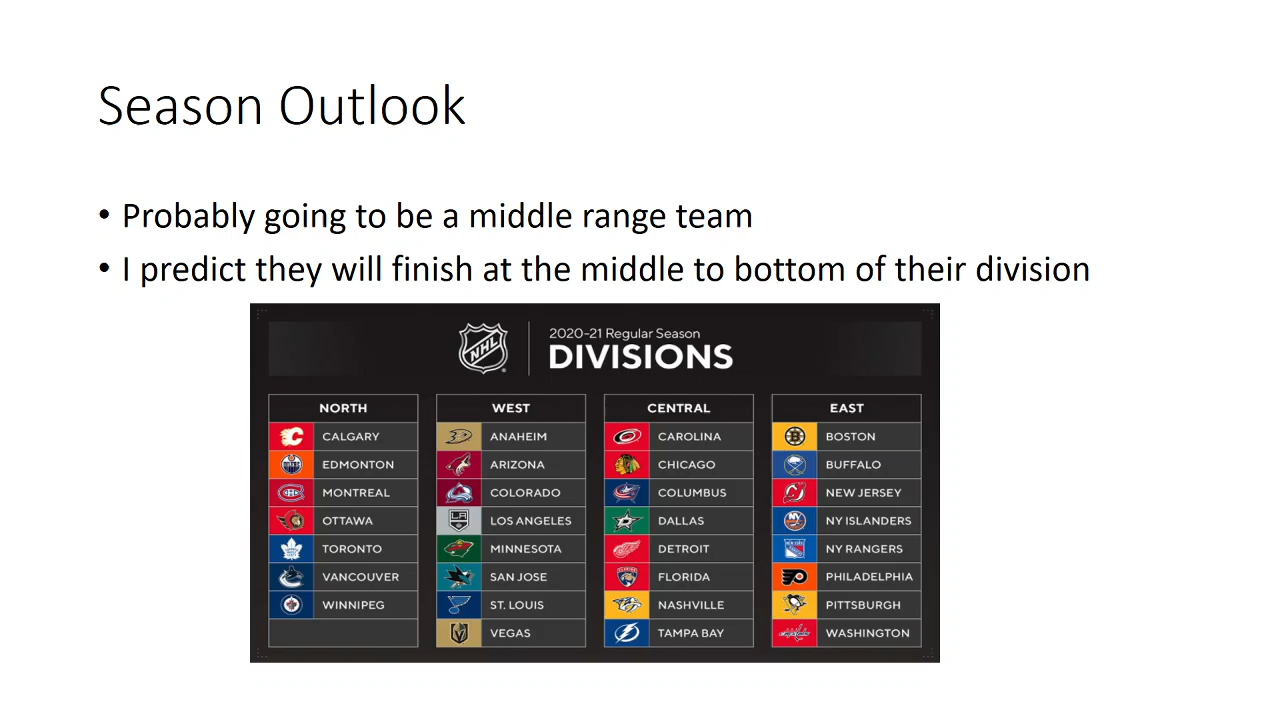 Season Outlook
• Probably going to be a middle range team
• I predict they will finish at the middle to bottom of their division
NHL
2020-21 Regular Season
DIVISIONS
NORTH
CALGARY
EDMONTON
MONTREAL
OTTAWA
TORONTO
VANCOUVER
WINNIPEG
WEST
ANAHEIM
ARIZONA
COLORADO
LOS ANGELES
MINNESOTA
SAN JOSE
ST. LOUIS
VEGAS
CENTRAL
CAROLINA
CHICAGO
COLUMBUS
DALLAS
DETROIT
FLORIDA
NASHVILLE
TAMPA BAY
EAST
BOSTON
BUFFALO
NEW JERSEY
NY ISLANDERS
NY RANGERS
PHILADELPHIA
PITTSBURGH
WASHINGTON